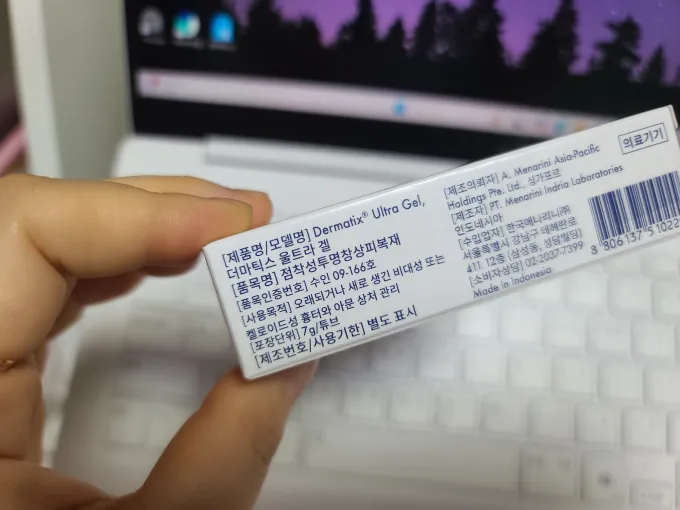 [제품명/모델명] Dermatix® Ultra Gel,
더마틱스 울트라 겔
[품목명] 점착성투명창상피복재
[품목인증번호] 수인 09-166호
[사용목적] 오래되거나 새로 생긴 비대성 또는
켈로이드성 흉터와 아문 상처 관리
[포장단위] 7g/튜브
[제조번호/사용기한] 별도 표시
[제조의뢰자] A. Menarini Asia-Pacific
Holdings Pte. Ltd., 싱가포르
[제조자] PT. Menarini Indria Laboratories
인도네시아
[수입업자] 한국메나리니㈜
서울특별시 강남구 테헤란로
411, 12층 (삼성동, 성담빌딩)
[소비자상담] 02-2037-7399
Made in Indonesia
의료기기
8 806137 51022